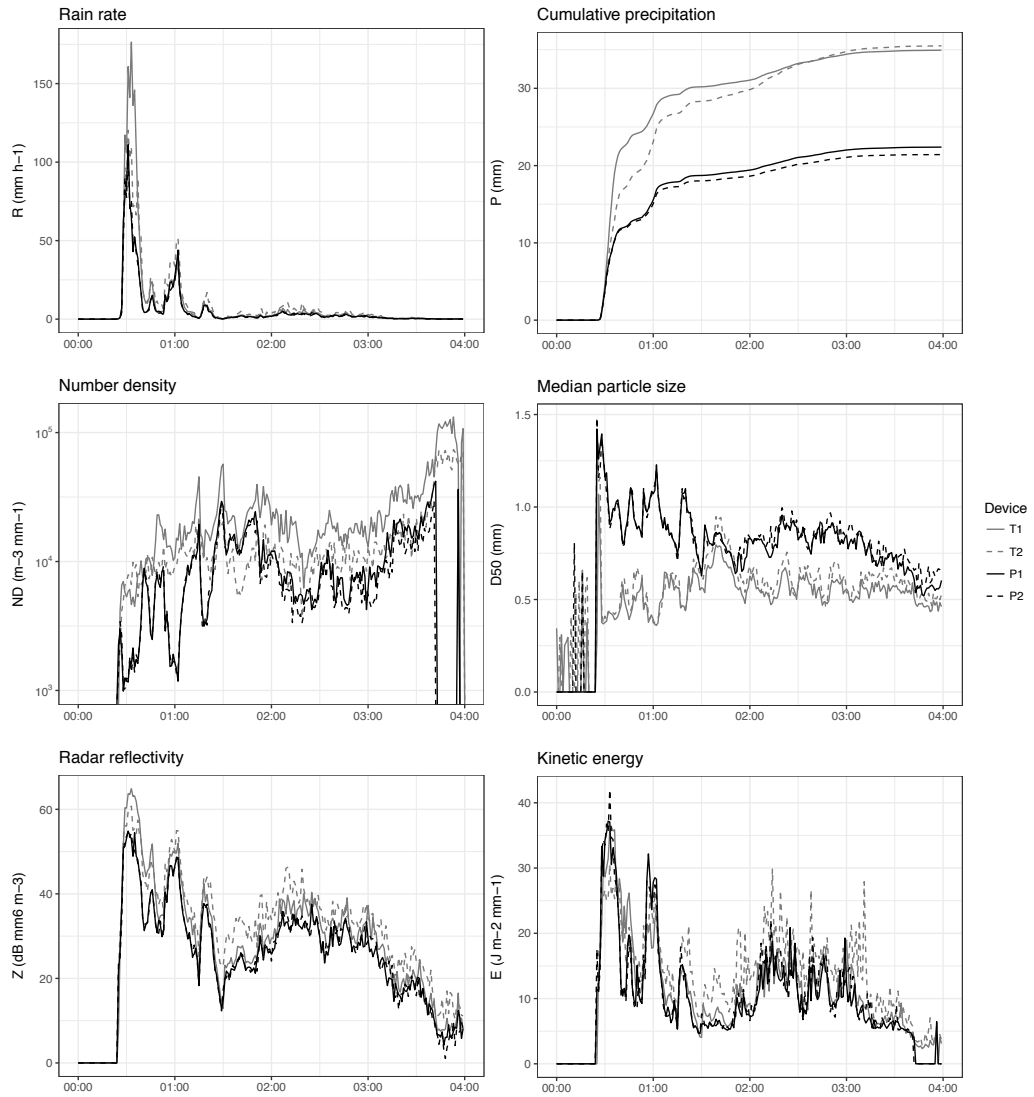 Rain rate
R (mm h−1)
150
100
50
0
00:00 01:00 02:00 03:00 04:00
Cumulative precipitation
P (mm)
30
20
10
0
00:00 01:00 02:00 03:00 04:00
Number density
ND (m−3 mm−1)
10⁵
10⁴
10³
00:00 01:00 02:00 03:00 04:00
Median particle size
D50 (mm)
1.5
1.0
0.5
0.0
00:00 01:00 02:00 03:00 04:00
Device
T1
T2
P1
P2
Radar reflectivity
Z (dB mm6 m−3)
60
40
20
0
00:00 01:00 02:00 03:00 04:00
Kinetic energy
E (J m−2 mm−1)
40
30
20
10
0
00:00 01:00 02:00 03:00 04:00